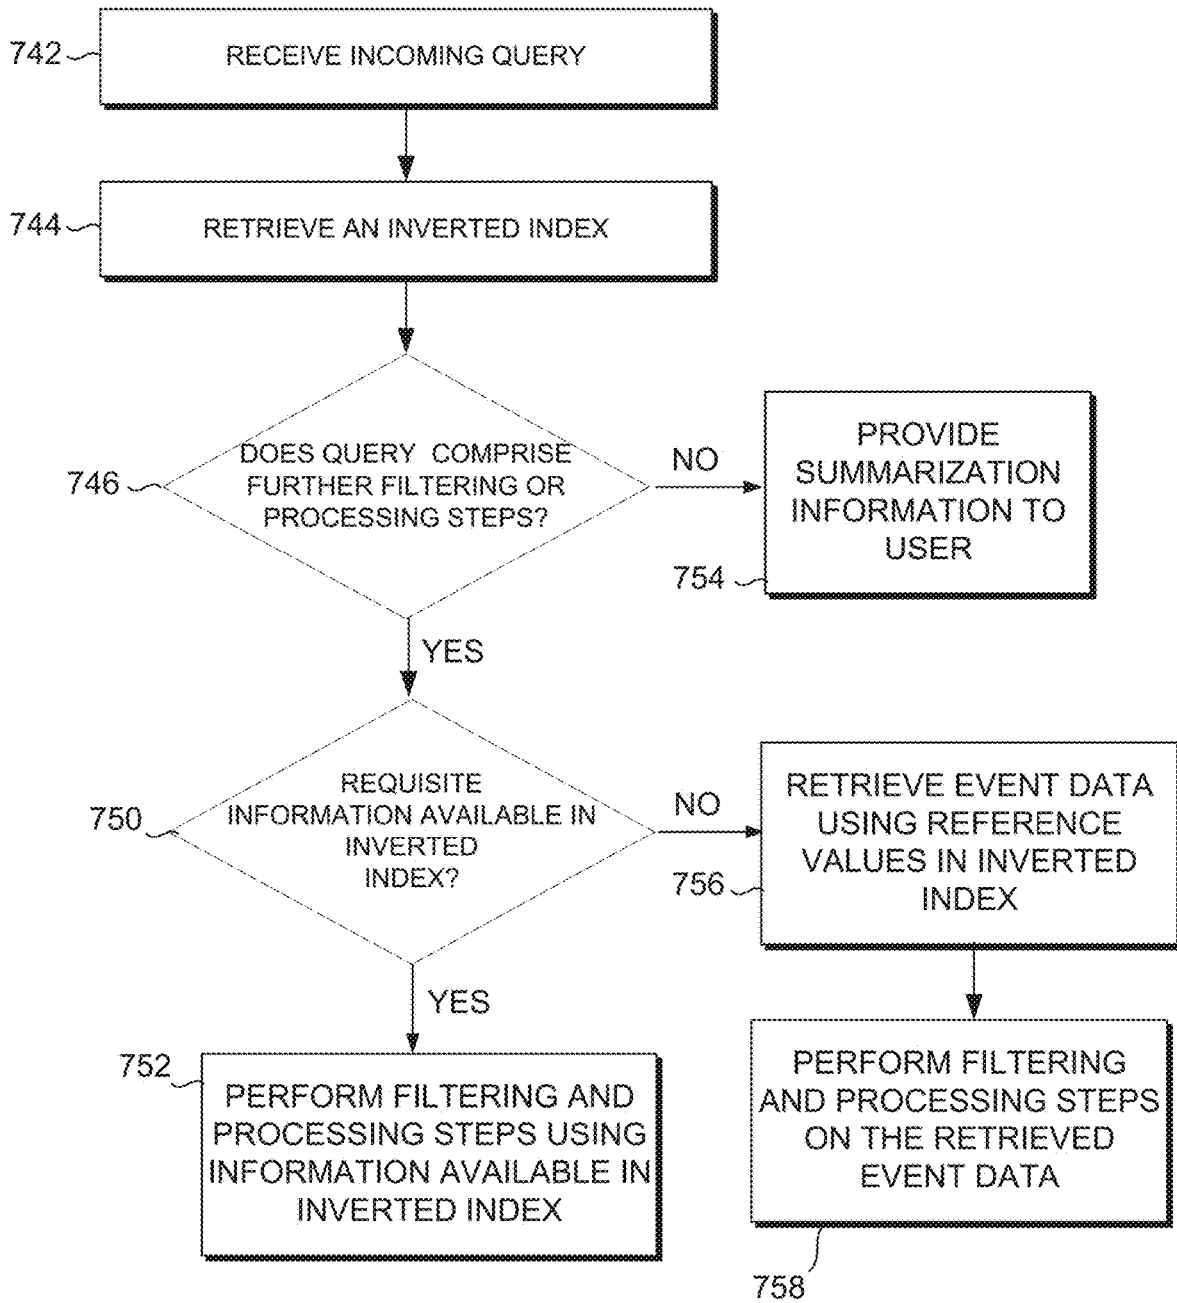 742
RECEIVE INCOMING QUERY
744
RETRIEVE AN INVERTED INDEX
746
DOES QUERY COMPRISE
FURTHER FILTERING OR
PROCESSING STEPS?
NO
PROVIDE
SUMMARIZATION
INFORMATION TO
USER
754
YES
750
REQUISITE
INFORMATION AVAILABLE IN
INVERTED
INDEX?
NO
RETRIEVE EVENT DATA
USING REFERENCE
VALUES IN INVERTED
INDEX
756
YES
752
PERFORM FILTERING AND
PROCESSING STEPS USING
INFORMATION AVAILABLE IN
INVERTED INDEX
PERFORM FILTERING
AND PROCESSING STEPS
ON THE RETRIEVED
EVENT DATA
758